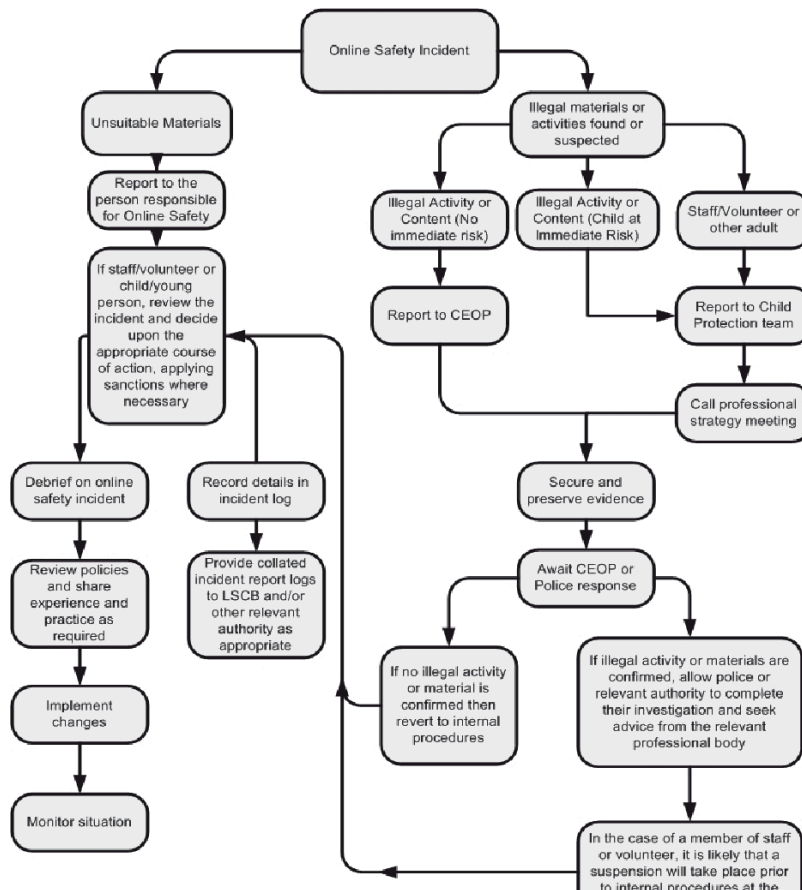 Online Safety Incident
Unsuitable Materials
Illegal materials or
activities found or
suspected
Report to the
person responsible
for Online Safety
Illegal Activity or
Content (No
immediate risk)
Illegal Activity or
Content (Child at
Immediate Risk)
Staff/Volunteer or
other adult
If staff/volunteer or
child/young
person, review the
incident and decide
upon the
appropriate course
of action, applying
sanctions where
necessary
Report to CEOP
Report to Child
Protection team
Call professional
strategy meeting
Debrief on online
safety incident
Record details in
incident log
Secure and
preserve evidence
Review policies
and share
experience and
practice as
required
Provide collated
incident report logs
to LSCB and/or
other relevant
authority as
appropriate
Await CEOP or
Police response
If no illegal activity
or material is
confirmed then
revert to internal
procedures
If illegal activity or materials are
confirmed, allow police or
relevant authority to complete
their investigation and seek
advice from the relevant
professional body
Implement
changes
Monitor situation
In the case of a member of staff
or volunteer, it is likely that a
suspension will take place prior
to internal procedures at the